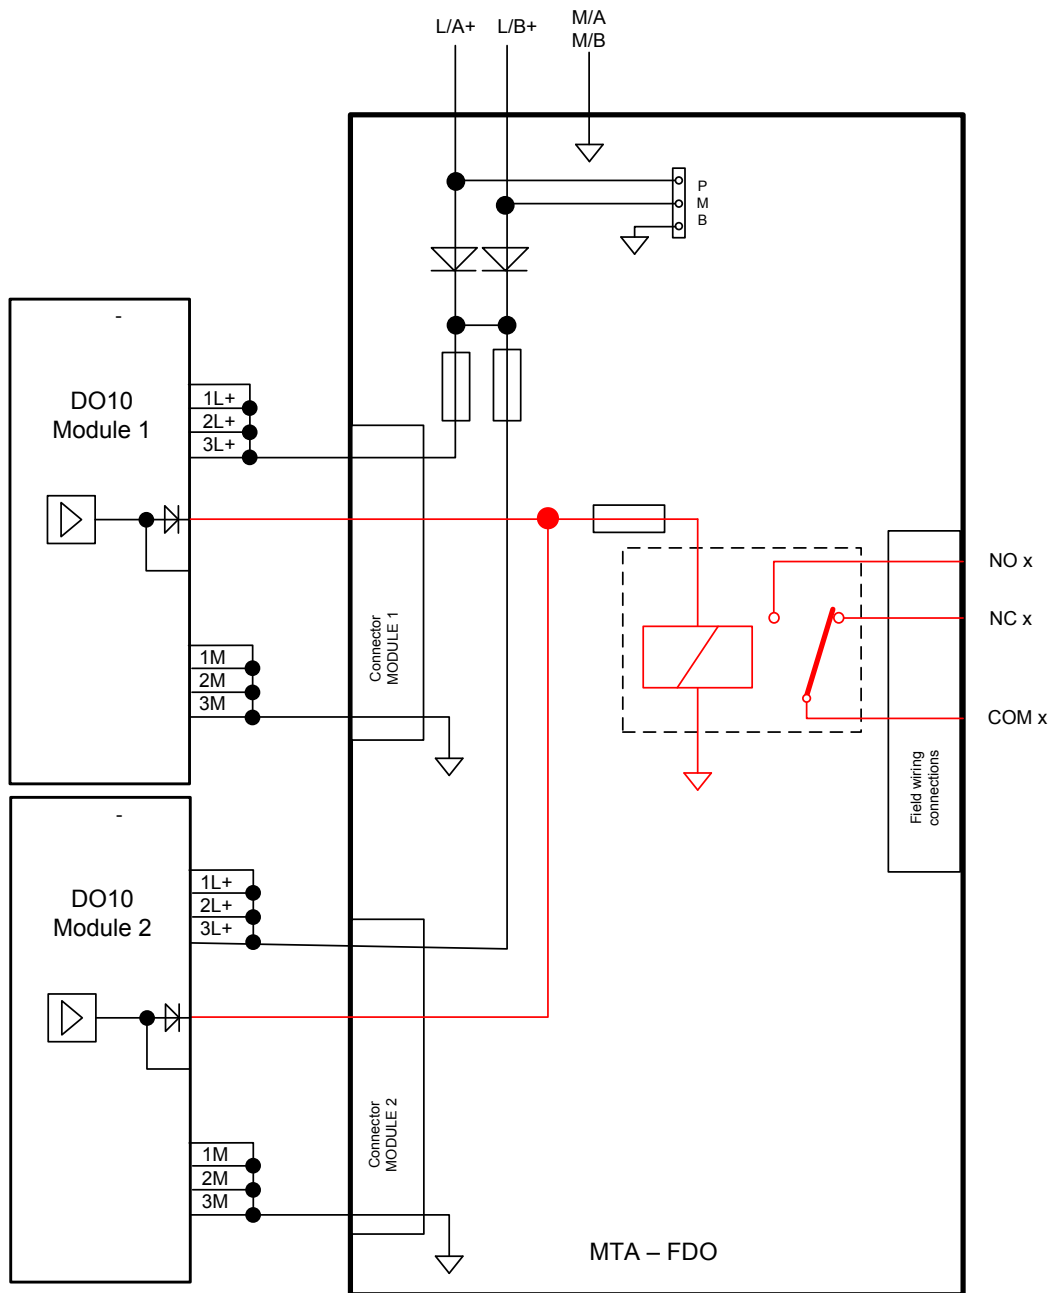 L/A+
L/B+
M/A
M/B
P
M
B
-
DO10
Module 1
1L+
2L+
3L+
1M
2M
3M
Connector
MODULE 1
NO x
NC x
COM x
Field wiring
connections
-
DO10
Module 2
1L+
2L+
3L+
1M
2M
3M
Connector
MODULE 2
MTA – FDO